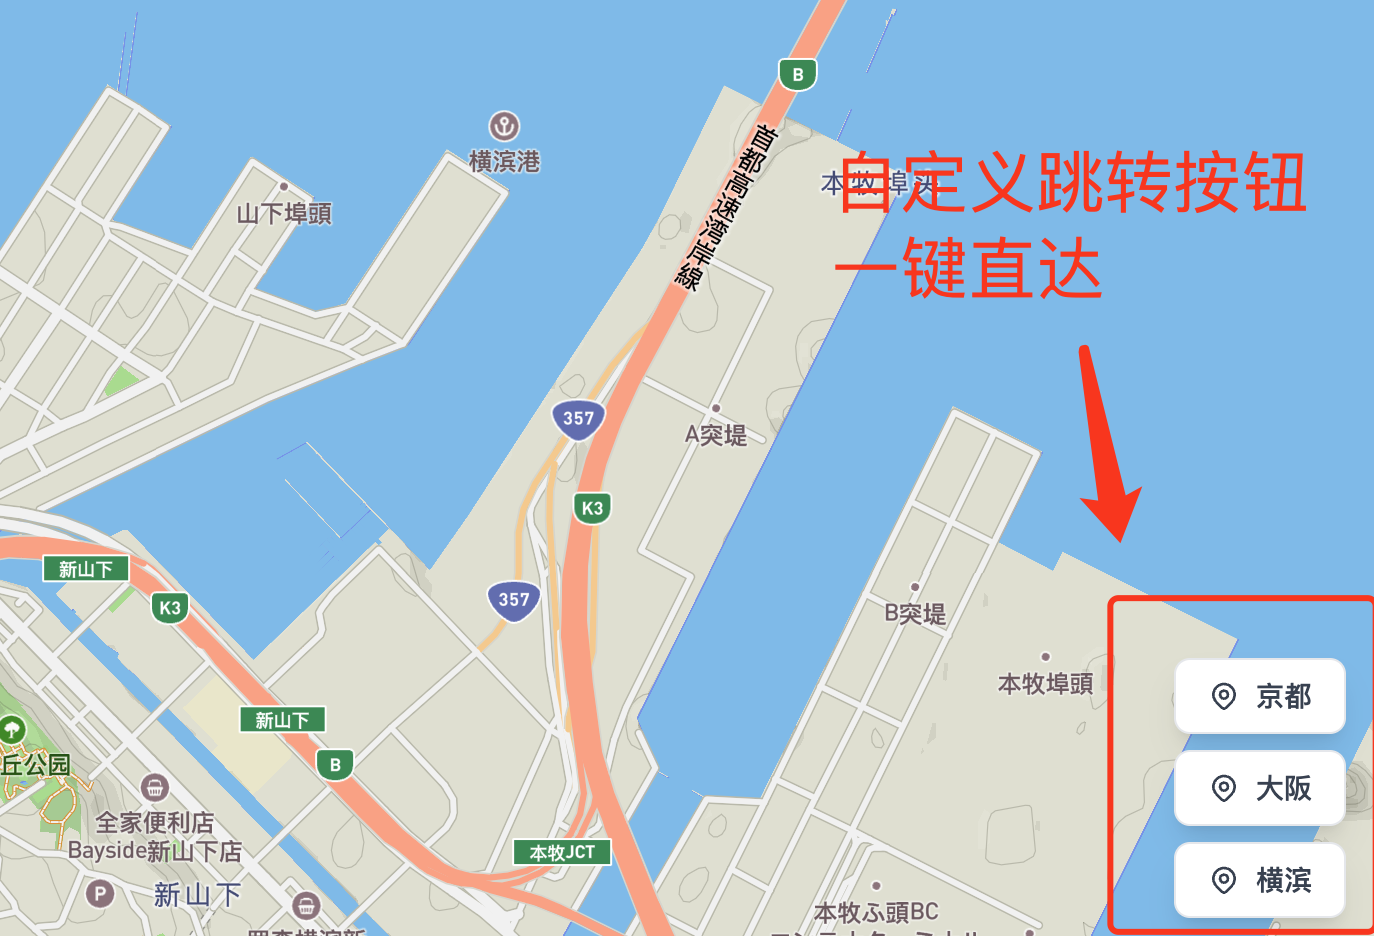 B
首都高速湾岸線
横滨港
山下埠頭
本牧埠头
自定义跳转按钮
一键直达
357
A突堤
K3
新山下
K3
357
B突堤
本牧埠頭
京都
新山下
B
丘公园
大阪
全家便利店
Bayside新山下店
本牧JCT
P
新山下
横滨
本牧ふ頭BC